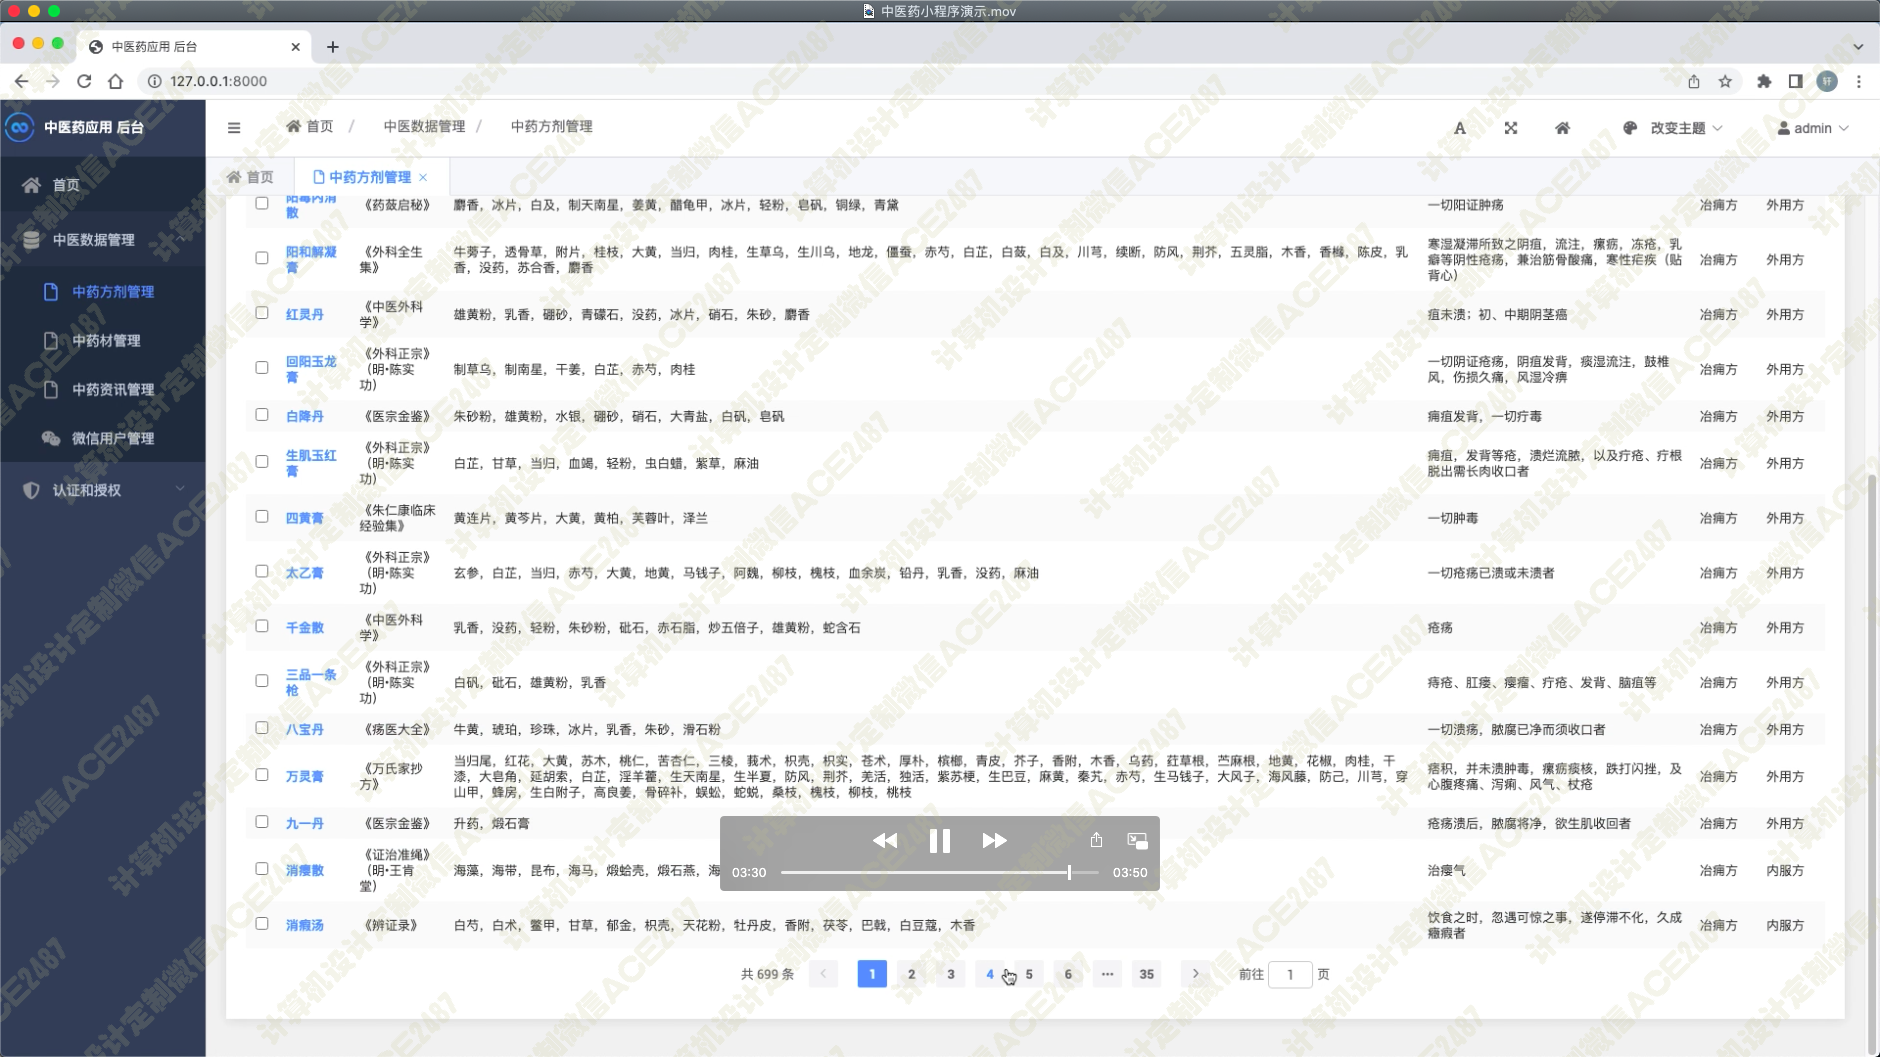 中医药小程序演示.mov
中医药应用 后台
127.0.0.1:8000
中医药应用 后台
首页 / 中医数据管理 / 中药方剂管理
改变主题
admin
首页
中药方剂管理
首页
中医数据管理
中药方剂管理
中药材管理
中药资讯管理
微信用户管理
认证和授权
散
《药蔹启秘》
麝香，冰片，白及，制天南星，姜黄，醋龟甲，冰片，轻粉，皂矾，铜绿，青黛
一切阳证肿疡
冶痈方
外用方
阳和解凝
膏
《外科全生
集》
牛蒡子，透骨草，附片，桂枝，大黄，当归，肉桂，生草乌，生川乌，地龙，僵蚕，赤芍，白芷，白蔹，白及，川芎，续断，防风，荆芥，五灵脂，木香，香橼，陈皮，乳
香，没药，苏合香，麝香
寒湿凝滞所致之阴疽，流注，瘰疬，冻疮，乳
癖等阴性疮疡，兼治筋骨酸痛，寒性疟疾（贴
背心）
冶痈方
外用方
红灵丹
《中医外科
学》
雄黄粉，乳香，硼砂，青礞石，没药，冰片，硝石，朱砂，麝香
疽未溃；初、中期阴茎癌
冶痈方
外用方
回阳玉龙
膏
《外科正宗》
（明•陈实
功）
制草乌，制南星，干姜，白芷，赤芍，肉桂
一切阴证疮疡，阴疽发背，痰湿流注，鼓椎
风，伤损久痛，风湿冷痹
冶痈方
外用方
白降丹
《医宗金鉴》
朱砂粉，雄黄粉，水银，硼砂，硝石，大青盐，白矾，皂矾
痈疽发背，一切疔毒
冶痈方
外用方
生肌玉红
膏
《外科正宗》
（明•陈实
功）
白芷，甘草，当归，血竭，轻粉，虫白蜡，紫草，麻油
痈疽，发背等疮，溃烂流脓，以及疔疮、疔根
脱出需长肉收口者
冶痈方
外用方
四黄膏
《朱仁康临床
经验集》
黄连片，黄芩片，大黄，黄柏，芙蓉叶，泽兰
一切肿毒
冶痈方
外用方
太乙膏
《外科正宗》
（明•陈实
功）
玄参，白芷，当归，赤芍，大黄，地黄，马钱子，阿魏，柳枝，槐枝，血余炭，铅丹，乳香，没药，麻油
一切疮疡已溃或未溃者
冶痈方
外用方
千金散
《中医外科
学》
乳香，没药，轻粉，朱砂粉，砒石，赤石脂，炒五倍子，雄黄粉，蛇含石
疮疡
冶痈方
外用方
三品一条
枪
《外科正宗》
（明•陈实
功）
白矾，砒石，雄黄粉，乳香
痔疮、肛瘘、瘿瘤、疔疮、发背、脑疽等
冶痈方
外用方
八宝丹
《疡医大全》
牛黄，琥珀，珍珠，冰片，乳香，朱砂，滑石粉
一切溃疡，脓腐已净而须收口者
冶痈方
外用方
万灵膏
《万氏家抄
方》
当归尾，红花，大黄，苏木，桃仁，苦杏仁，三棱，莪术，枳壳，枳实，苍术，厚朴，槟榔，青皮，芥子，香附，木香，乌药，葒草根，苎麻根，地黄，花椒，肉桂，干
漆，大皂角，延胡索，白芷，淫羊藿，生天南星，生半夏，防风，荆芥，羌活，独活，紫苏梗，生巴豆，麻黄，秦艽，赤芍，生马钱子，大风子，海风藤，防己，川芎，穿
山甲，蜂房，生白附子，高良姜，骨碎补，蜈蚣，蛇蜕，桑枝，槐枝，柳枝，桃枝
痞积，并未溃肿毒，瘰疬痰核，跌打闪挫，及
心腹疼痛、泻痢、风气、杖疮
冶痈方
外用方
九一丹
《医宗金鉴》
升药，煅石膏
疮疡溃后，脓腐将净，欲生肌收回者
冶痈方
外用方
消瘿散
《证治准绳》
（明•王肯
堂）
海藻，海带，昆布，海马，煅蛤壳，煅石燕，海
治瘿气
冶痈方
内服方
消瘕汤
《辨证录》
白芍，白术，鳖甲，甘草，郁金，枳壳，天花粉，牡丹皮，香附，茯苓，巴戟，白豆蔻，木香
饮食之时，忽遇可惊之事，遂停滞不化，久成
癥瘕者
冶痈方
内服方
03:30
03:50
共 699 条
1 2 3 4 5 6 ··· 35
前往 1 页
计算机设计定制微信ACE2487